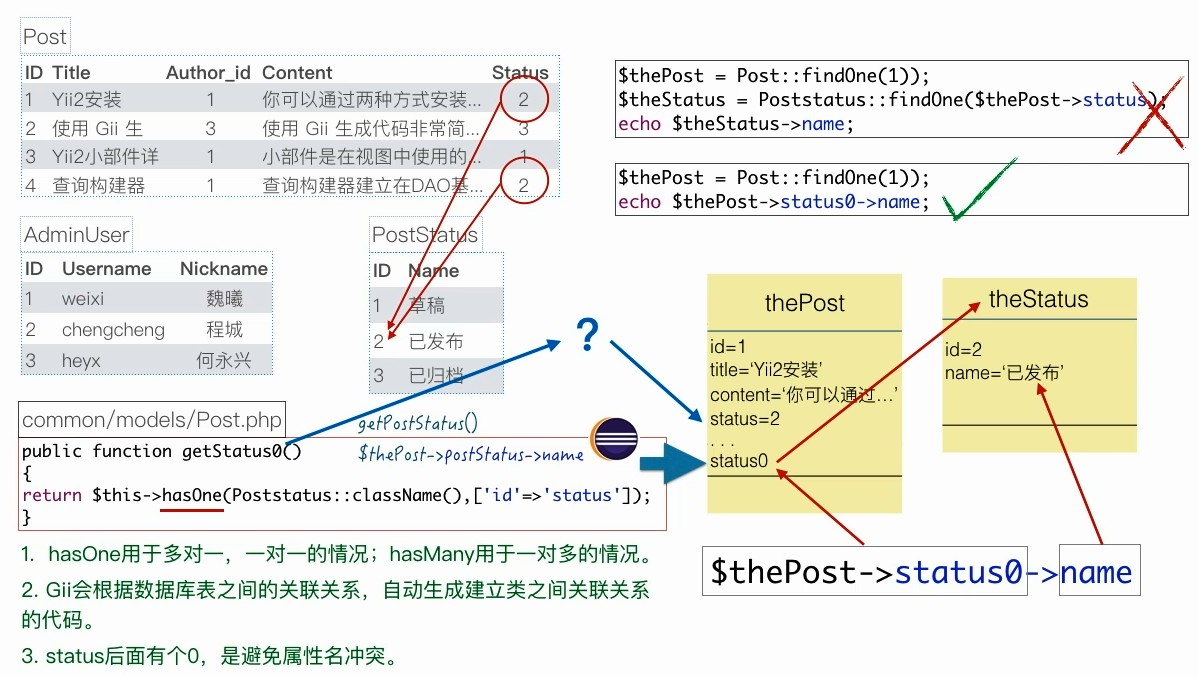 Post
ID Title Author_id Content Status
1 Yii2安装 1 你可以通过两种方式安装... 2
2 使用 Gii 生 3 使用 Gii 生成代码非常简... 3
3 Yii2小部件详 1 小部件是在视图中使用的... 1
4 查询构建器 1 查询构建器建立在DAO基... 2
$thePost = Post::findOne(1));
$theStatus = Poststatus::findOne($thePost->status);
echo $theStatus->name;
$thePost = Post::findOne(1));
echo $thePost->status0->name;
AdminUser
ID Username Nickname
1 weixi 魏曦
2 chengcheng 程城
3 heyx 何永兴
PostStatus
ID Name
1 草稿
2 已发布
3 已归档
?
thePost
id=1
title=‘Yii2安装’
content=‘你可以通过...’
status=2
. . .
status0
theStatus
id=2
name=‘已发布’
common/models/Post.php
getPostStatus()
$thePost->postStatus->name
public function getStatus0()
{
return $this->hasOne(Poststatus::className(),['id'=>'status']);
}
$thePost->status0->name
1. hasOne用于多对一，一对一的情况；hasMany用于一对多的情况。
2. Gii会根据数据库表之间的关联关系，自动生成建立类之间关联关系
的代码。
3. status后面有个0，是避免属性名冲突。